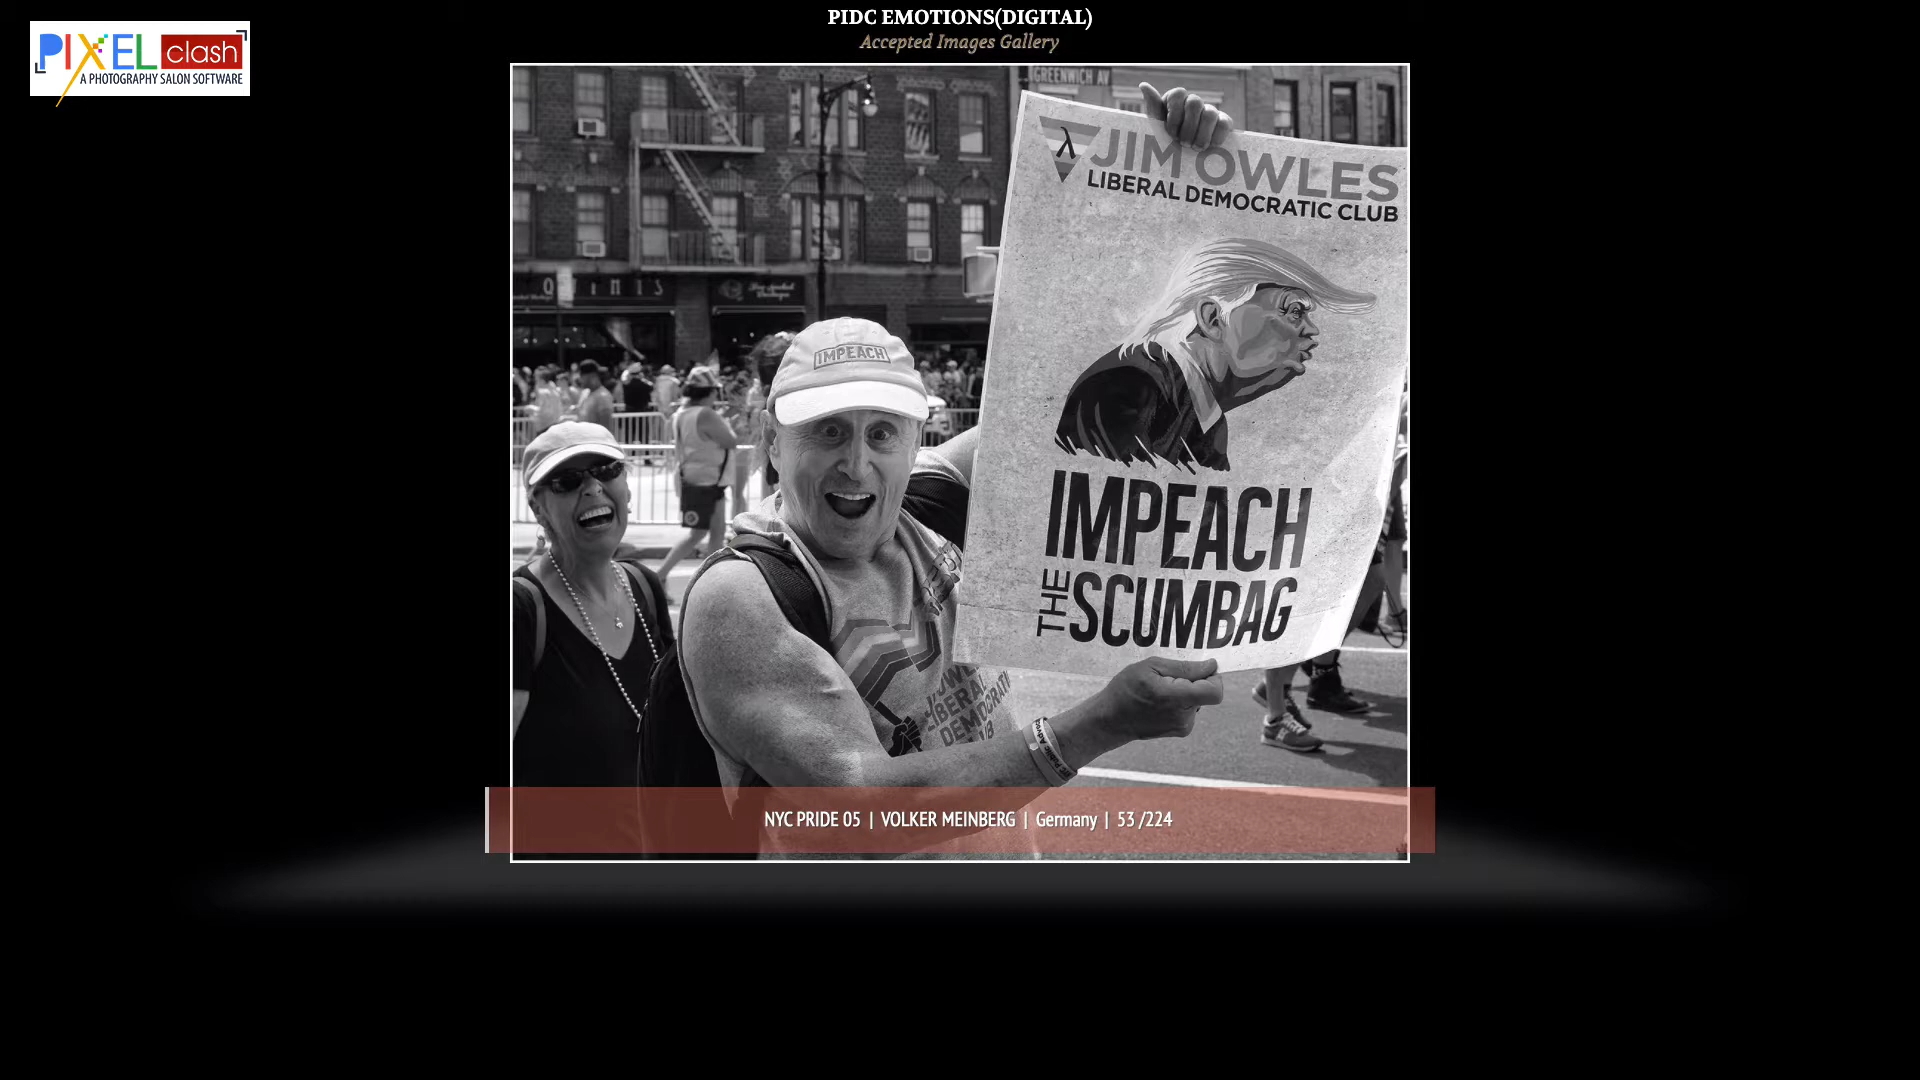 PIDC EMOTIONS(DIGITAL)
Accepted Images Gallery
PIXEL clash
A PHOTOGRAPHY SALON SOFTWARE
GREENWICH AV
JIM OWLES
LIBERAL DEMOCRATIC CLUB
IMPEACH
IMPEACH
THE SCUMBAG
LIBERAL
DEMOCRATI
NYC PRIDE 05 | VOLKER MEINBERG | Germany | 53 /224